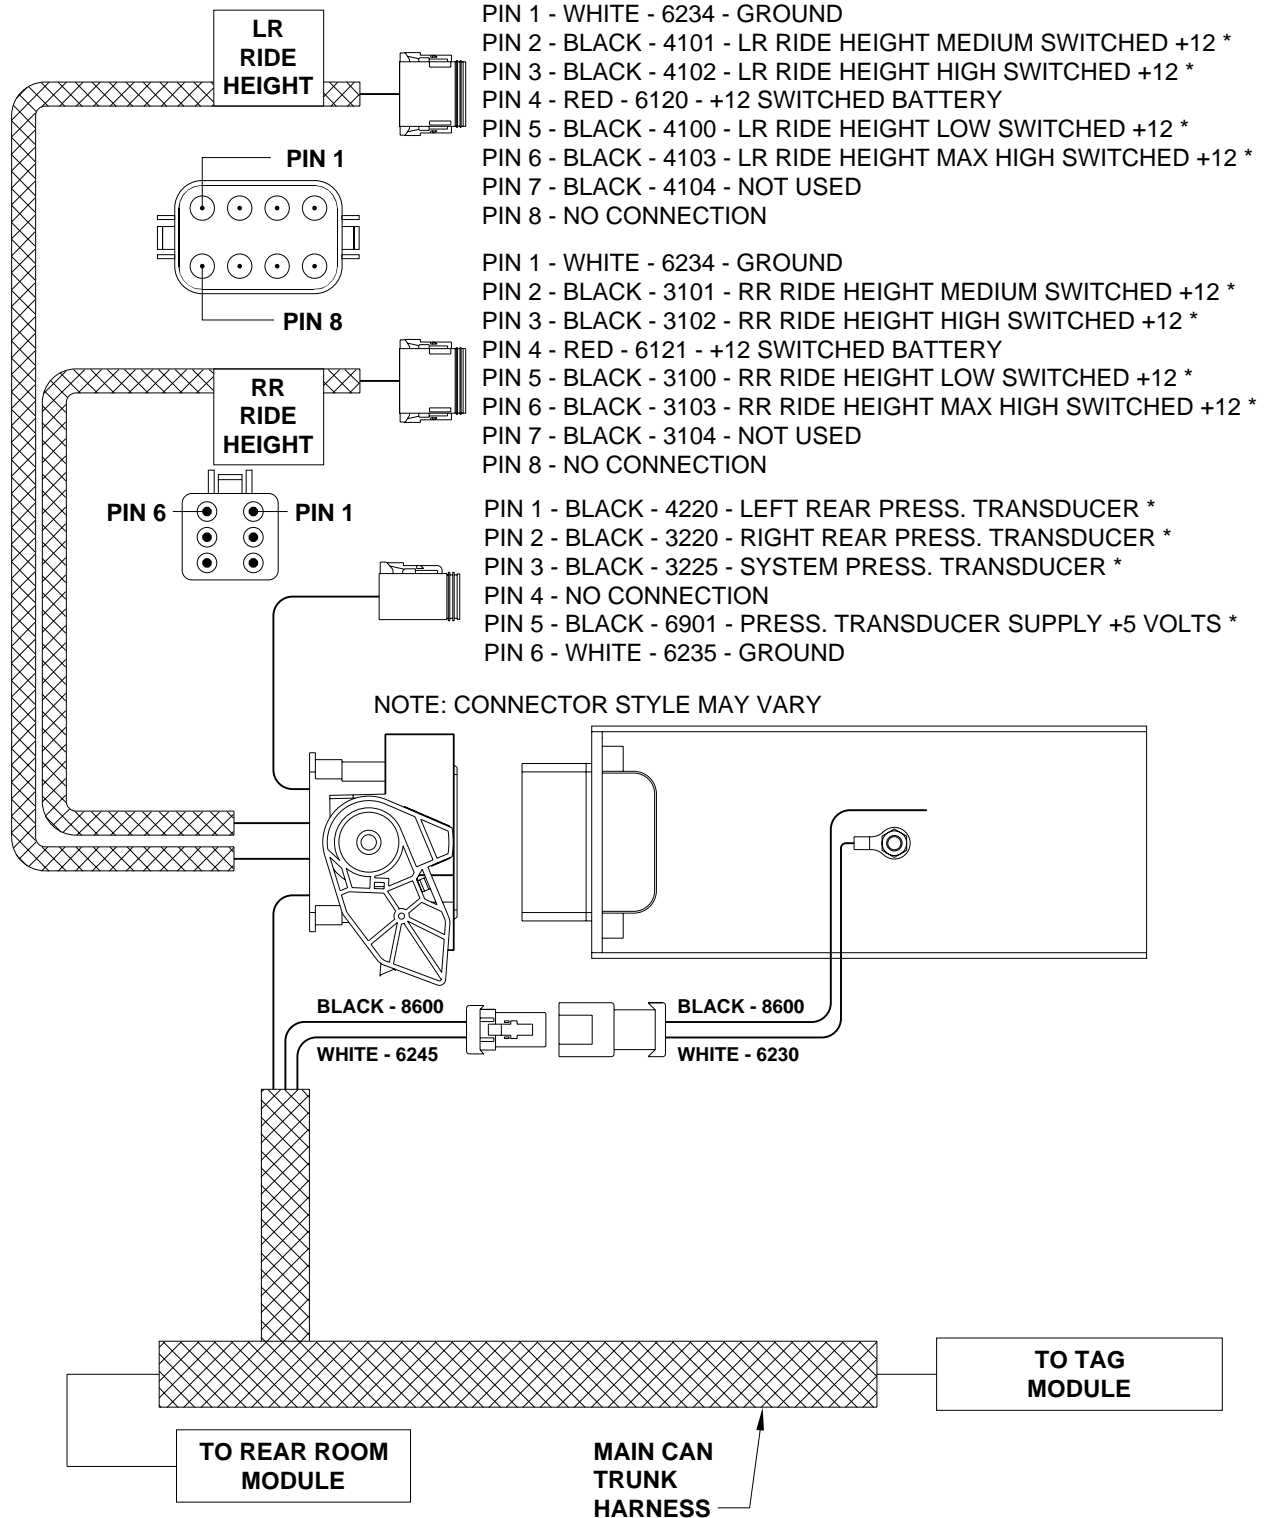 LR
RIDE
HEIGHT
PIN 1 - WHITE - 6234 - GROUND
PIN 2 - BLACK - 4101 - LR RIDE HEIGHT MEDIUM SWITCHED +12 *
PIN 3 - BLACK - 4102 - LR RIDE HEIGHT HIGH SWITCHED +12 *
PIN 4 - RED - 6120 - +12 SWITCHED BATTERY
PIN 5 - BLACK - 4100 - LR RIDE HEIGHT LOW SWITCHED +12 *
PIN 6 - BLACK - 4103 - LR RIDE HEIGHT MAX HIGH SWITCHED +12 *
PIN 7 - BLACK - 4104 - NOT USED
PIN 8 - NO CONNECTION
PIN 1
PIN 8
PIN 1 - WHITE - 6234 - GROUND
PIN 2 - BLACK - 3101 - RR RIDE HEIGHT MEDIUM SWITCHED +12 *
PIN 3 - BLACK - 3102 - RR RIDE HEIGHT HIGH SWITCHED +12 *
PIN 4 - RED - 6121 - +12 SWITCHED BATTERY
PIN 5 - BLACK - 3100 - RR RIDE HEIGHT LOW SWITCHED +12 *
PIN 6 - BLACK - 3103 - RR RIDE HEIGHT MAX HIGH SWITCHED +12 *
PIN 7 - BLACK - 3104 - NOT USED
PIN 8 - NO CONNECTION
RR
RIDE
HEIGHT
PIN 6
PIN 1
PIN 1 - BLACK - 4220 - LEFT REAR PRESS. TRANSDUCER *
PIN 2 - BLACK - 3220 - RIGHT REAR PRESS. TRANSDUCER *
PIN 3 - BLACK - 3225 - SYSTEM PRESS. TRANSDUCER *
PIN 4 - NO CONNECTION
PIN 5 - BLACK - 6901 - PRESS. TRANSDUCER SUPPLY +5 VOLTS *
PIN 6 - WHITE - 6235 - GROUND
NOTE: CONNECTOR STYLE MAY VARY
BLACK - 8600
WHITE - 6245
BLACK - 8600
WHITE - 6230
TO TAG
MODULE
TO REAR ROOM
MODULE
MAIN CAN
TRUNK
HARNESS